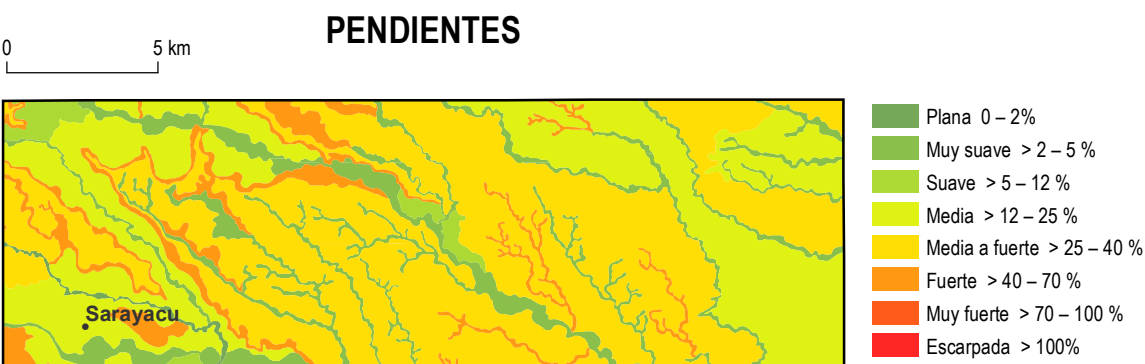 PENDIENTES
0 5 km
Plana 0 – 2%
Muy suave > 2 – 5 %
Suave > 5 – 12 %
Media > 12 – 25 %
Media a fuerte > 25 – 40 %
Fuerte > 40 – 70 %
Muy fuerte > 70 – 100 %
Escarpada > 100%
Sarayacu